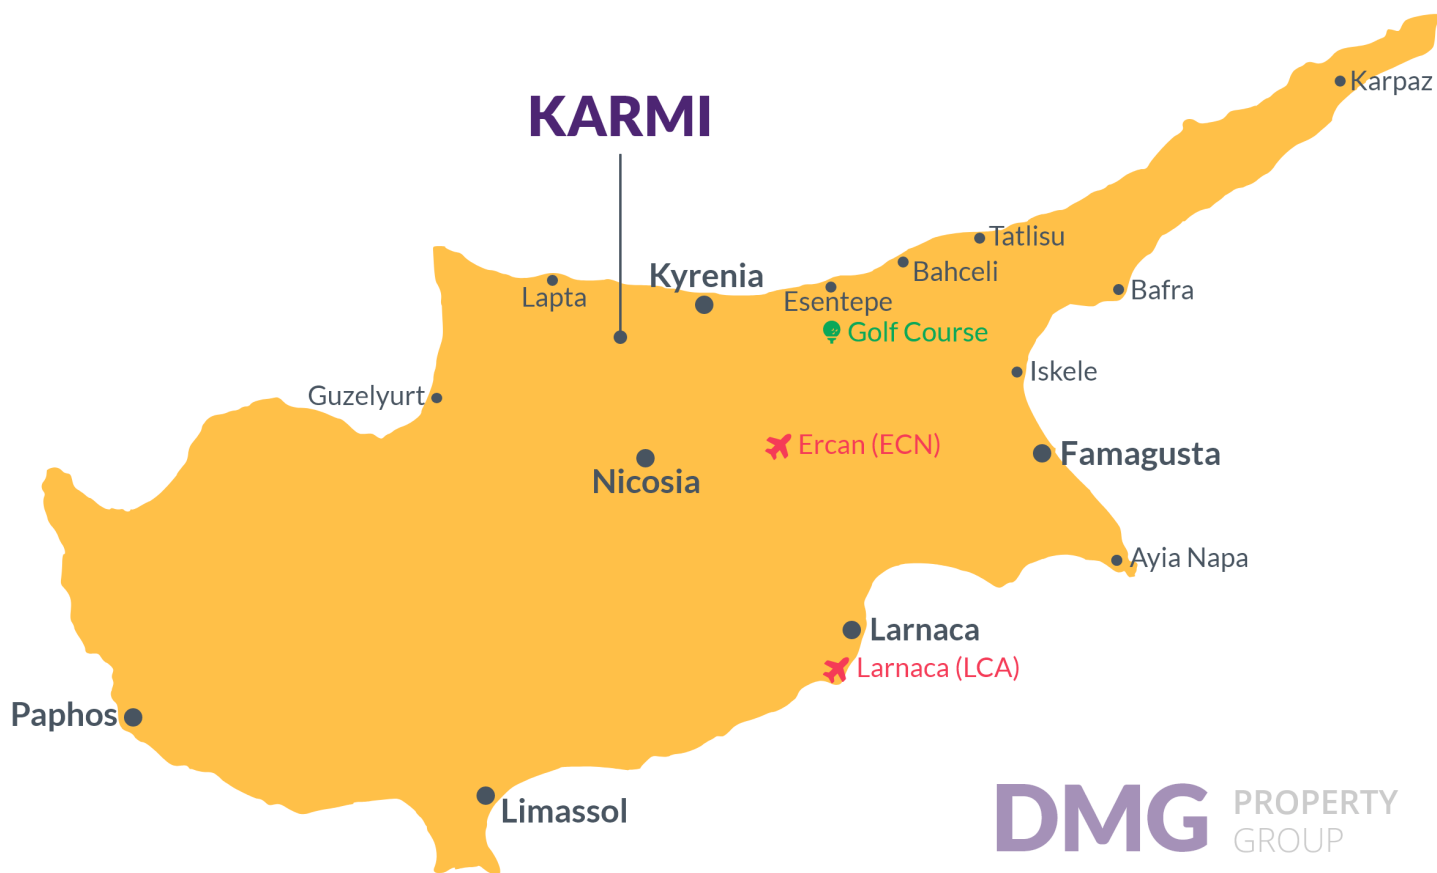 Karpaz
KARMI
Tatlisu
Kyrenia
Bahceli
Lapta
Esentepe
Bafra
Golf Course
Iskele
Guzelyurt
Ercan (ECN)
Famagusta
Nicosia
Ayia Napa
Larnaca
Larnaca (LCA)
Paphos
Limassol
DMG PROPERTY
GROUP